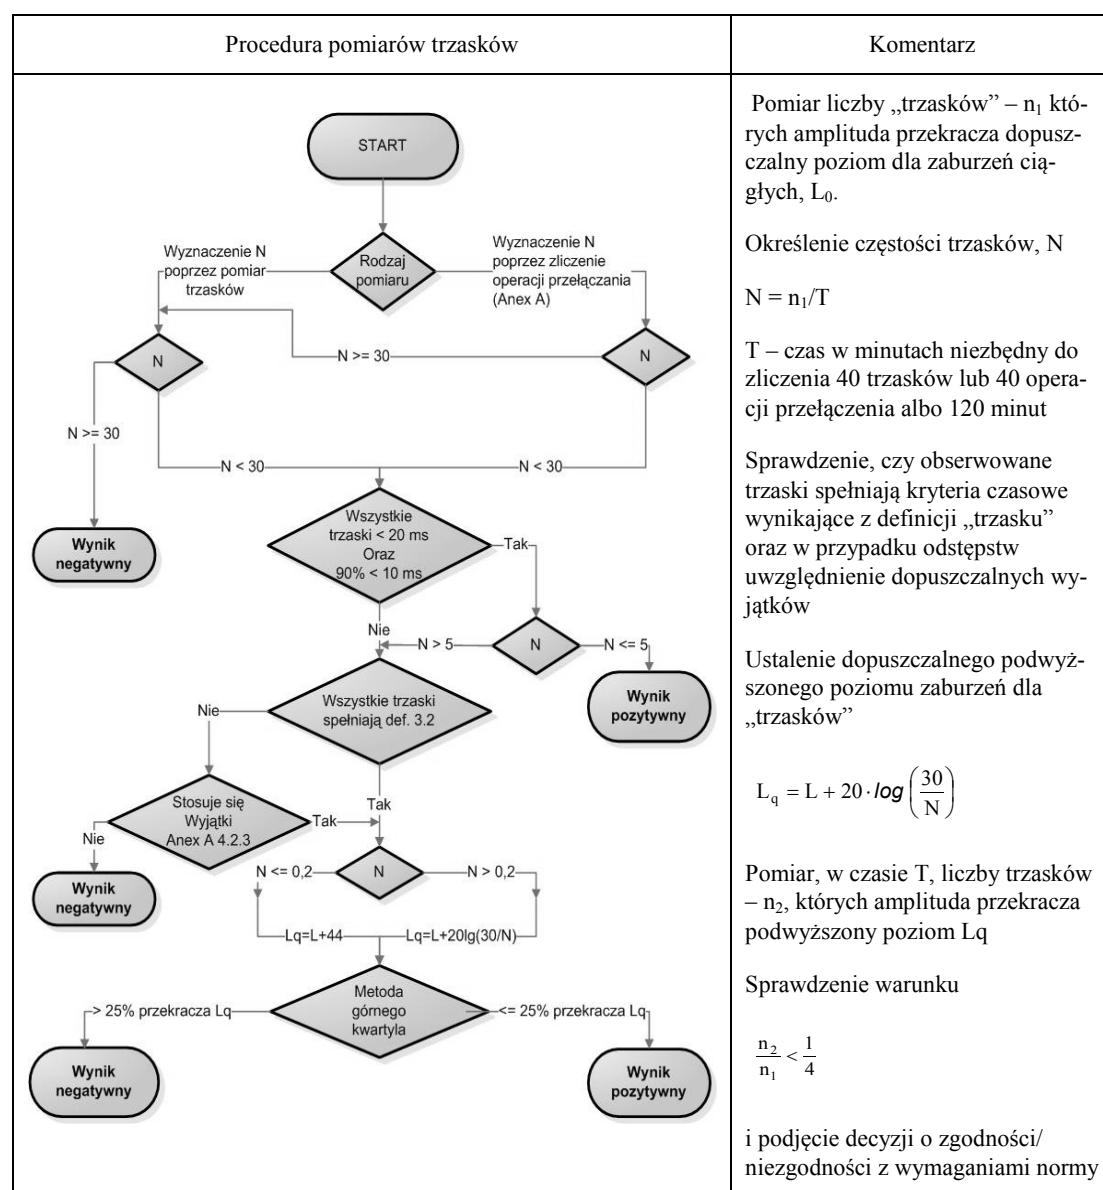 Procedura pomiarów trzasków
Komentarz
START
Rodzaj
pomiaru
Wyznaczenie N
poprzez pomiar
trzasków
Wyznaczenie N
poprzez zliczenie
operacji przełączania
(Anex A)
N
N >= 30
N
N >= 30
N < 30
N < 30
Wynik
negatywny
Wszystkie
trzaski < 20 ms
Oraz
90% < 10 ms
Tak
Nie
N > 5
N
N <= 5
Wynik
pozytywny
Wszystkie trzaski
spełniają def. 3.2
Nie
Tak
Stosuje się
Wyjątki
Anex A 4.2.3
Tak
Nie
Wynik
negatywny
N <= 0,2
N
N > 0,2
Lq=L+44
Lq=L+20lg(30/N)
Metoda
górnego
kwartyla
> 25% przekracza Lq
<= 25% przekracza Lq
Wynik
negatywny
Wynik
pozytywny
Pomiar liczby „trzasków” – n₁ któ-
rych amplituda przekracza dopusz-
czalny poziom dla zaburzeń cią-
głych, L₀.
Określenie częstości trzasków, N
N = n₁/T
T – czas w minutach niezbędny do
zliczenia 40 trzasków lub 40 opera-
cji przełączenia albo 120 minut
Sprawdzenie, czy obserwowane
trzaski spełniają kryteria czasowe
wynikające z definicji „trzasku”
oraz w przypadku odstępstw
uwzględnienie dopuszczalnych wy-
jątków
Ustalenie dopuszczalnego podwyż-
szonego poziomu zaburzeń dla
„trzasków”
L_q = L + 20 · log(30/N)
Pomiar, w czasie T, liczby trzasków
– n₂, których amplituda przekracza
podwyższony poziom Lq
Sprawdzenie warunku
n₂/n₁ < 1/4
i podjęcie decyzji o zgodności/
niezgodności z wymaganiami normy